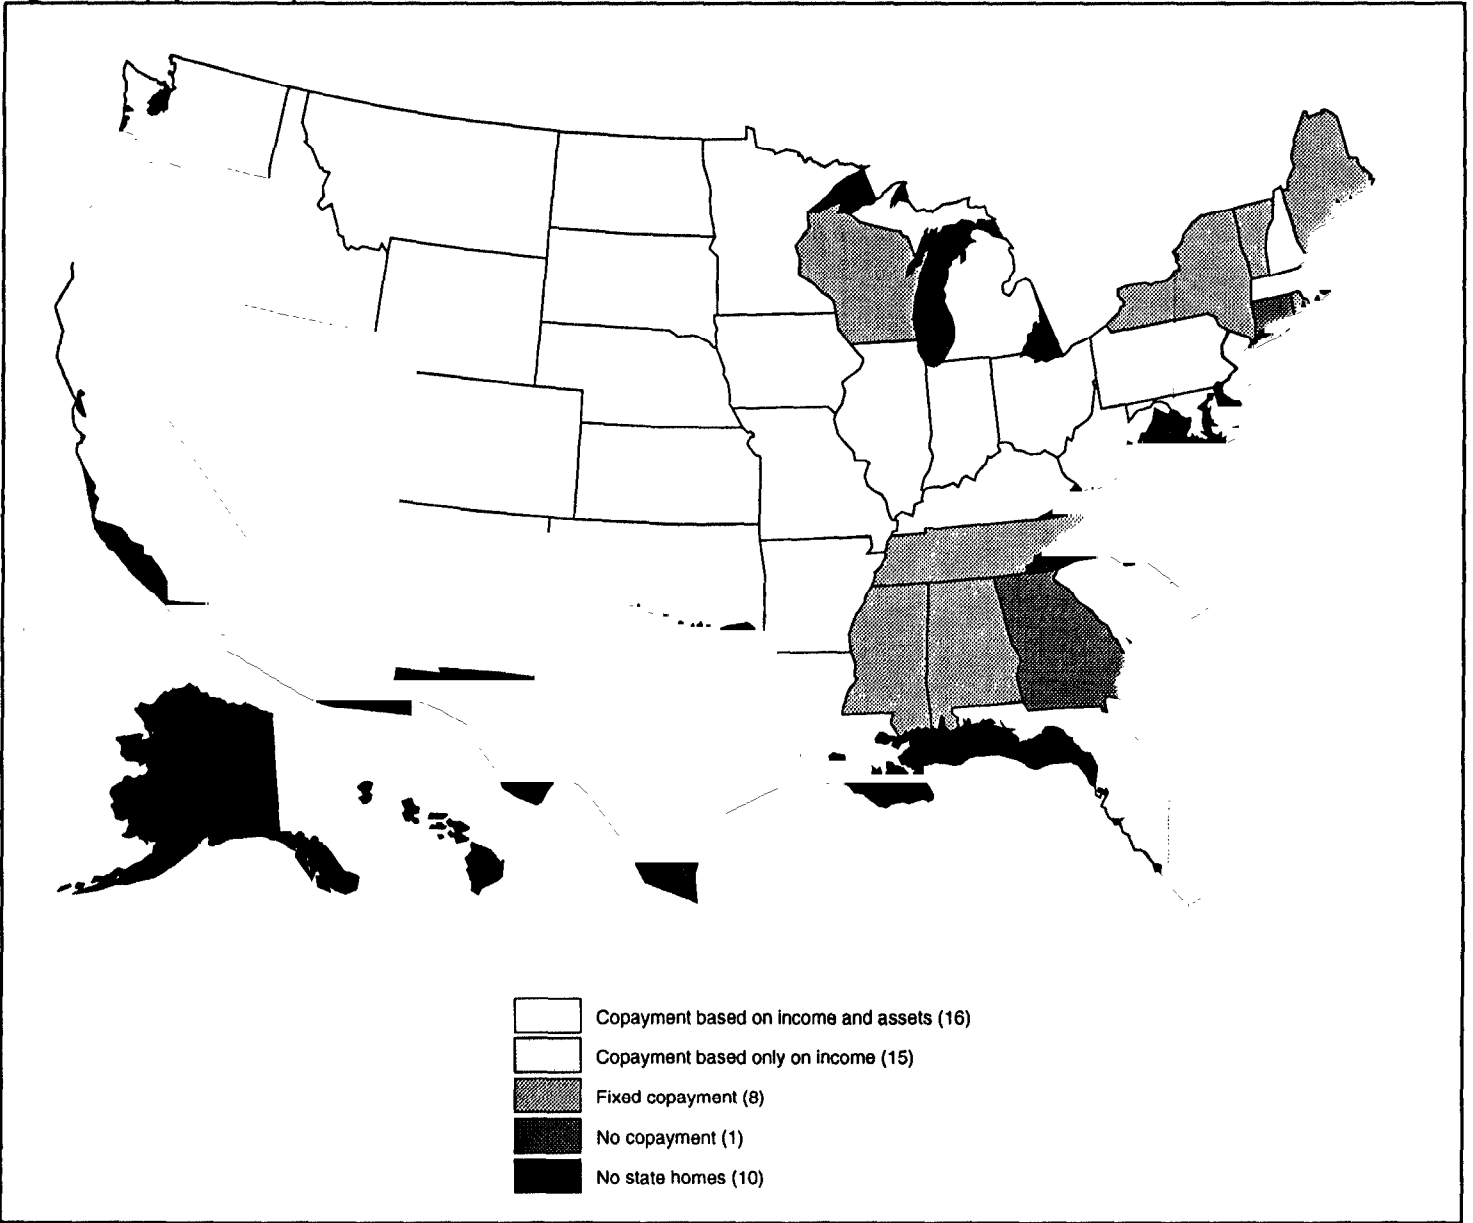 Copayment based on income and assets (16)
Copayment based only on income (15)
Fixed copayment (8)
No copayment (1)
No state homes (10)